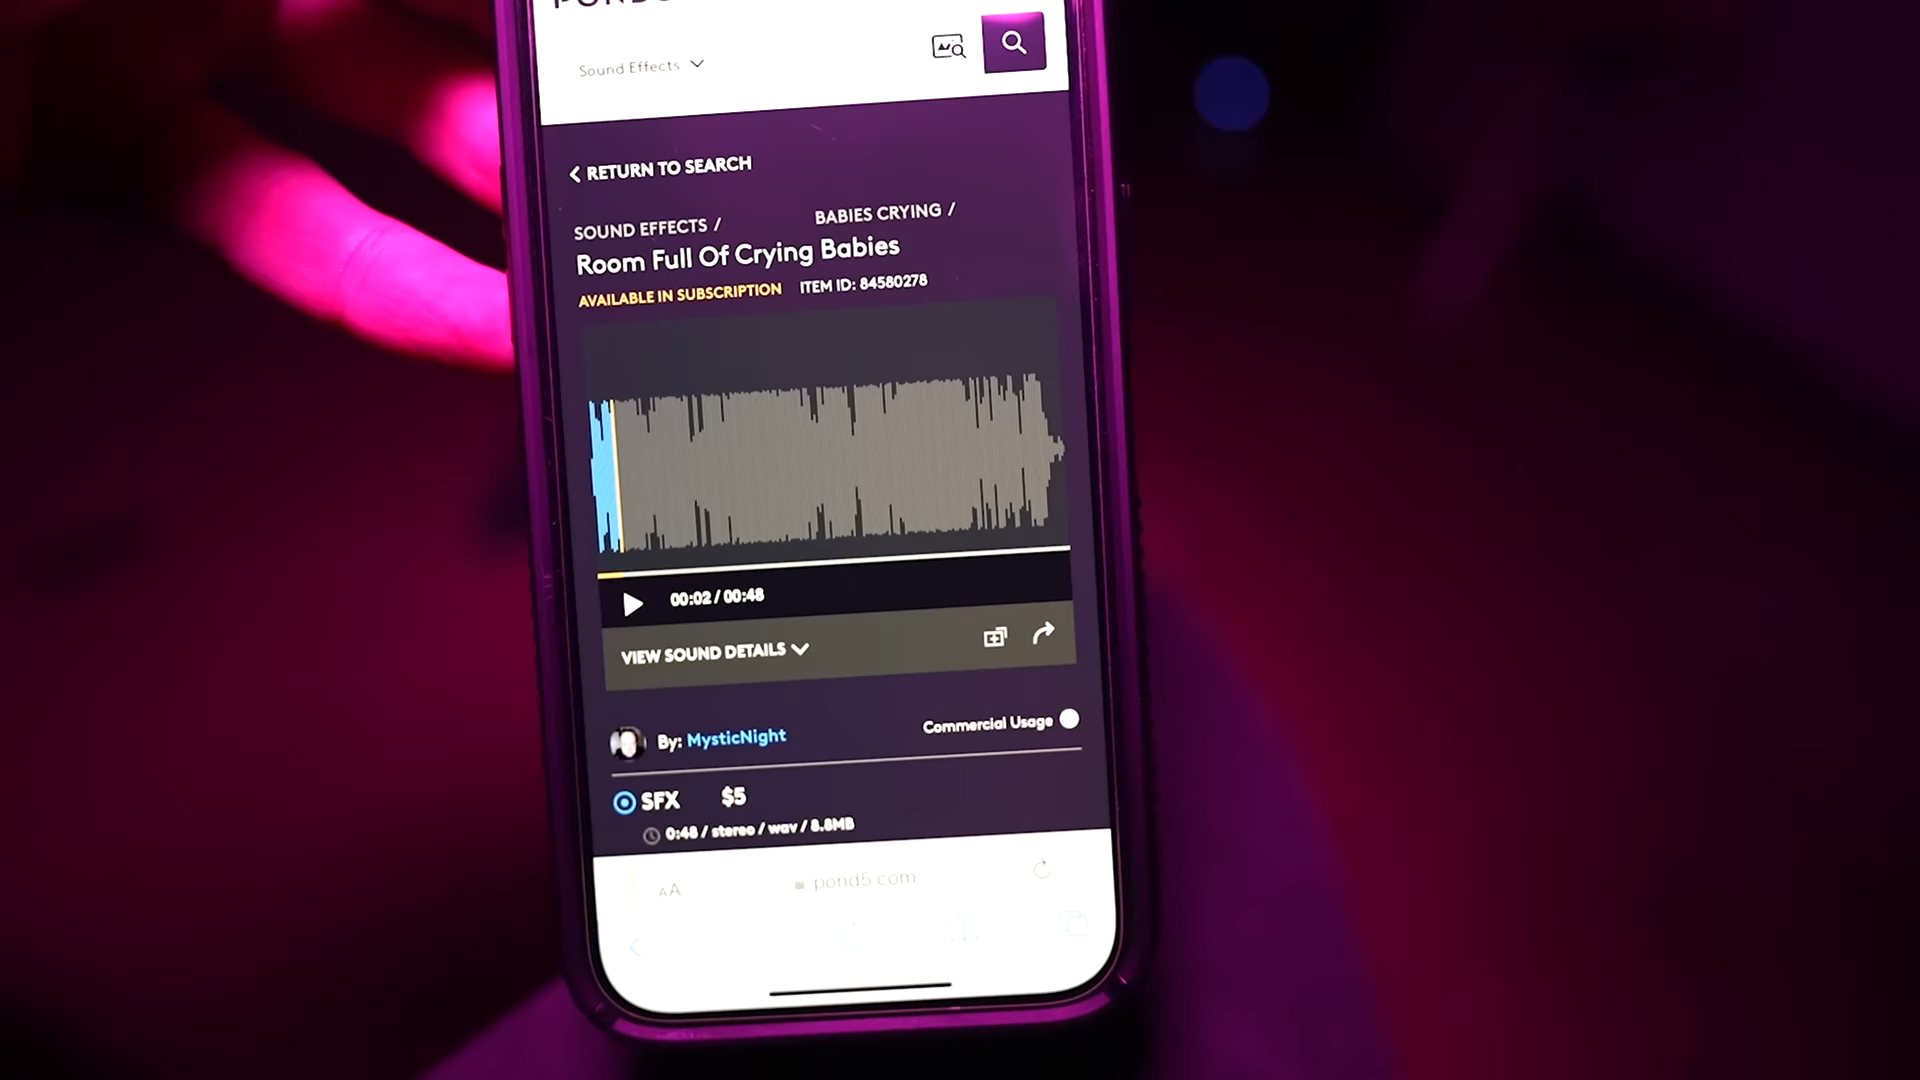 Sound Effects
RETURN TO SEARCH
SOUND EFFECTS / BABIES CRYING /
Room Full Of Crying Babies
AVAILABLE IN SUBSCRIPTION ITEM ID: 84580278
00:02 / 00:48
VIEW SOUND DETAILS
By: MysticNight
Commercial Usage
SFX $5
0:48 / stereo / wav / 8.8MB
AA pond5.com